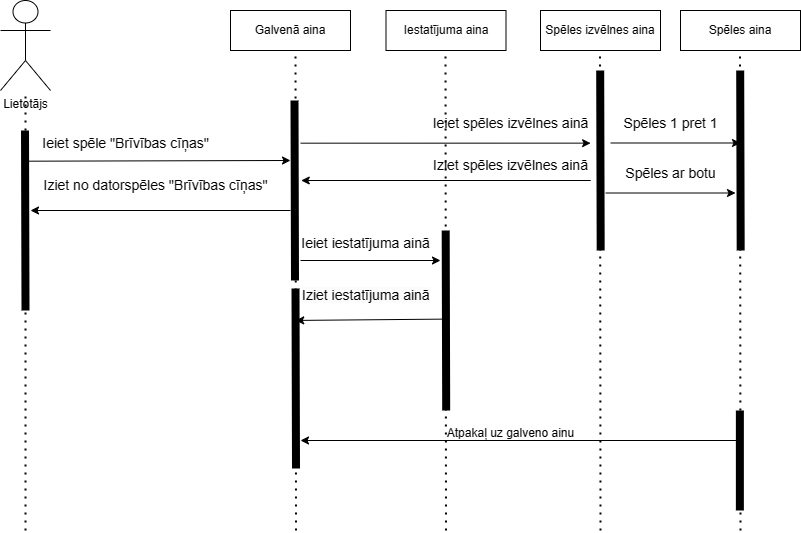 Galvenā aina
Iestatījuma aina
Spēles izvēlnes aina
Spēles aina
Lietotājs
Ieiet spēle "Brīvības cīņas"
Ieiet spēles izvēlnes ainā
Spēles 1 pret 1
Iziet spēles izvēlnes ainā
Spēles ar botu
Iziet no datorspēles "Brīvības cīņas"
Ieiet iestatījuma ainā
Iziet iestatījuma ainā
Atpakaļ uz galveno ainu